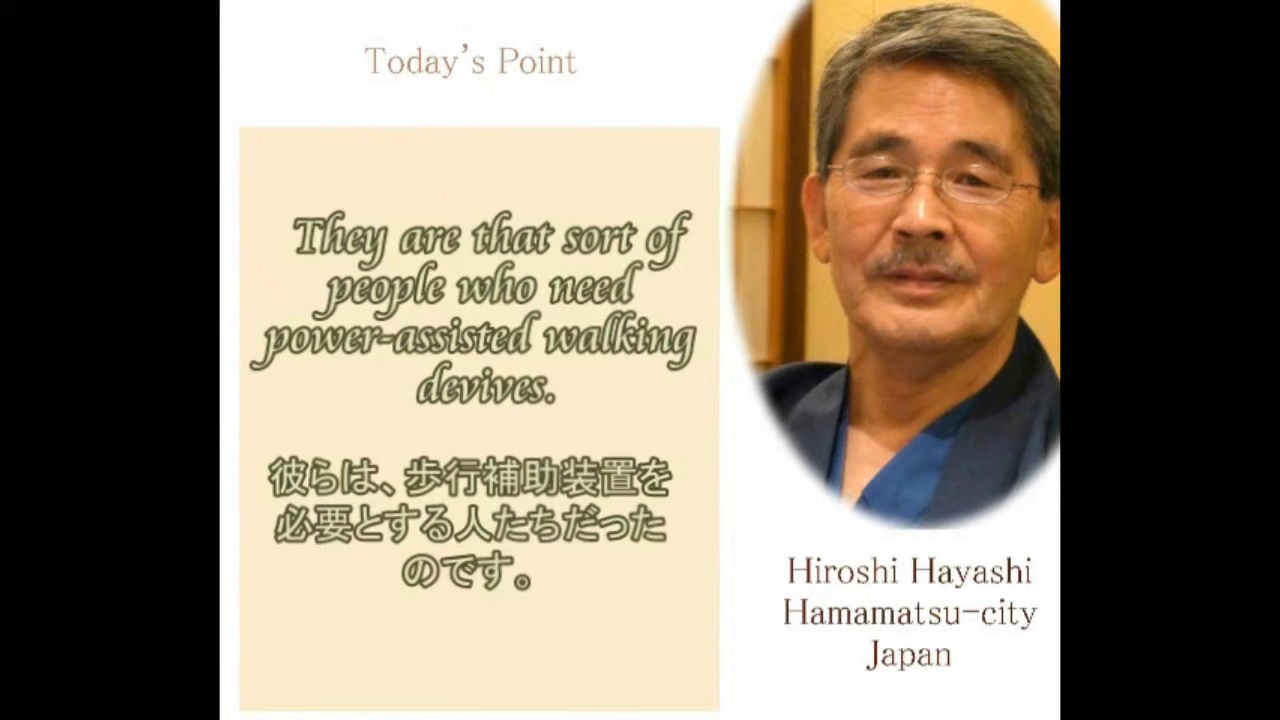 Today's Point
They are that sort of
people who need
power-assisted walking
devives.
彼らは、歩行補助装置を
必要とする人たちだった
のです。
Hiroshi Hayashi
Hamamatsu-city
Japan